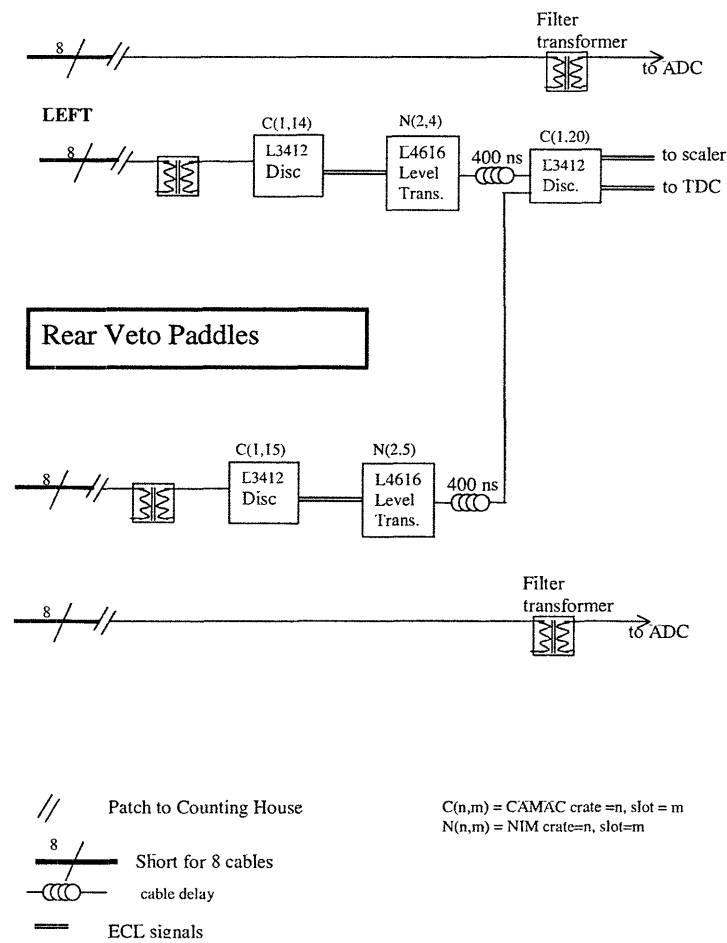 Filter
transformer
8
to ADC
LEFT
C(1,14)
N(2,4)
C(1,20)
8
L3412
Disc
L4616
Level
Trans.
400 ns
L3412
Disc.
to scaler
to TDC
Rear Veto Paddles
C(1,15)
N(2.5)
8
L3412
Disc
L4616
Level
Trans.
400 ns
Filter
transformer
8
to ADC
// Patch to Counting House
C(n,m) = CAMAC crate =n, slot = m
N(n,m) = NIM crate=n, slot=m
8
Short for 8 cables
cable delay
ECL signals